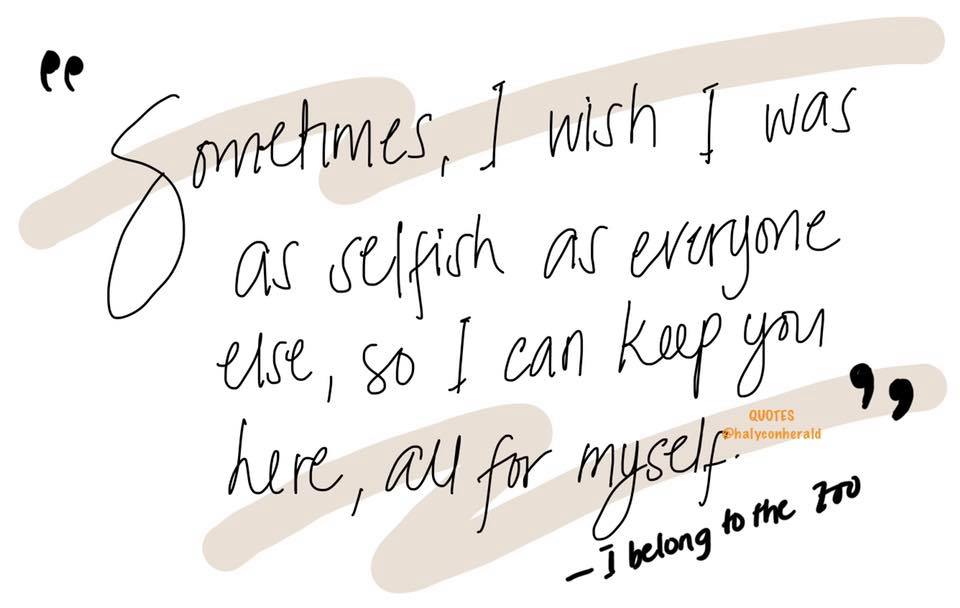 “
Sometimes, I wish I was
as selfish as everyone
else, so I can keep you
here, all for myself.
”
QUOTES
@halyconherald
— I belong to the Zoo